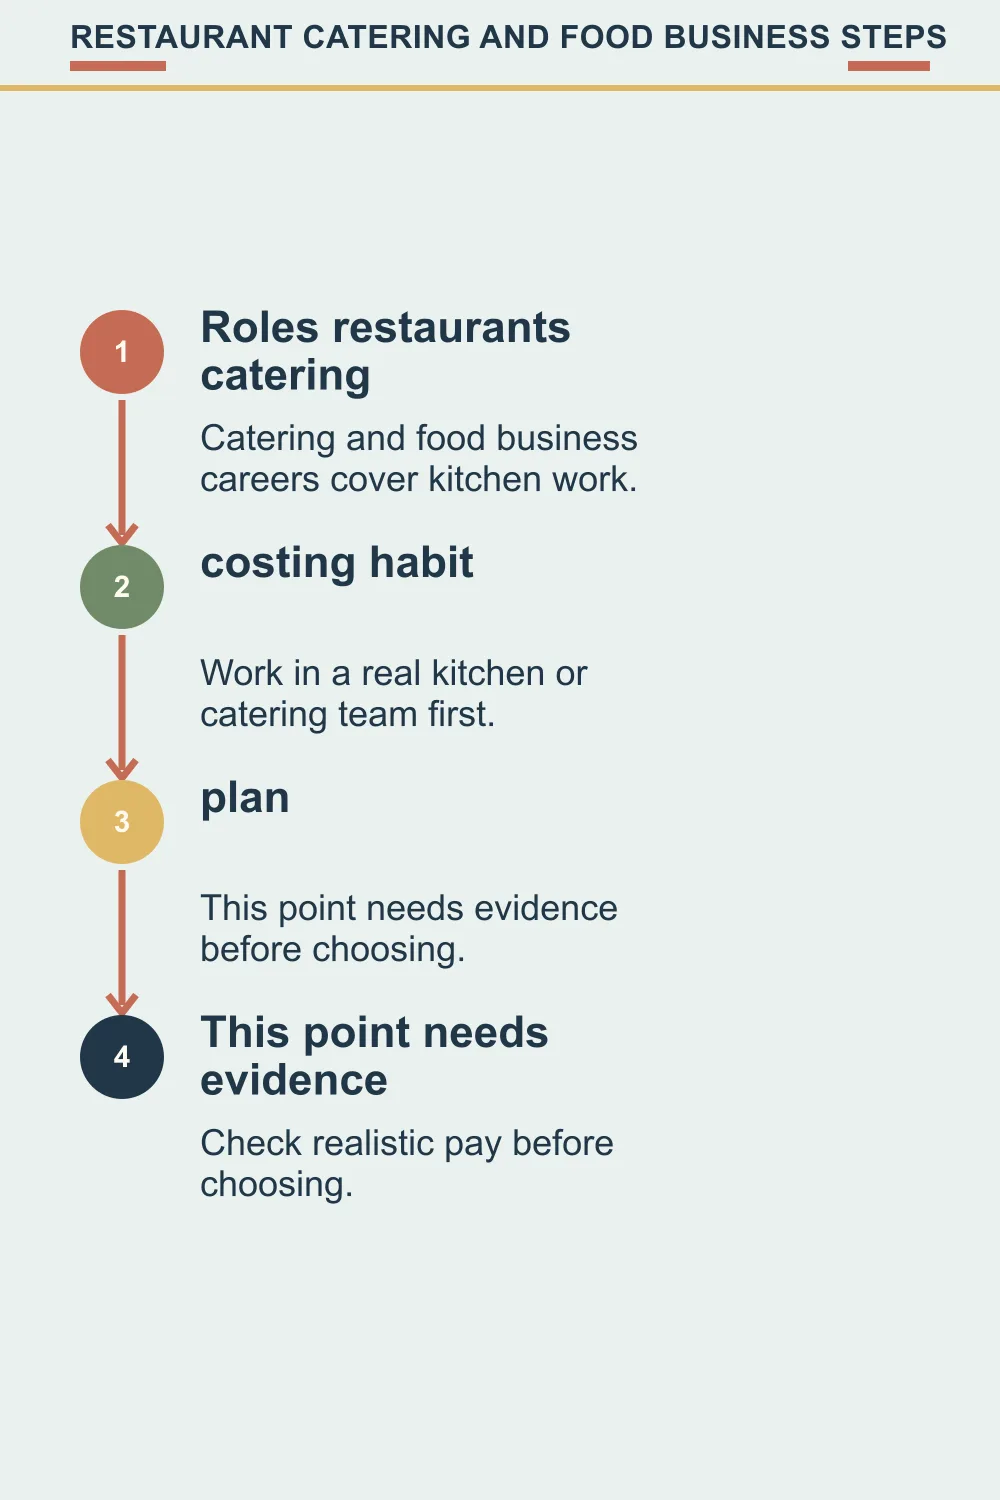 RESTAURANT CATERING AND FOOD BUSINESS STEPS
1
Roles restaurants
catering
Catering and food business
careers cover kitchen work.
2
costing habit
Work in a real kitchen or
catering team first.
3
plan
This point needs evidence
before choosing.
4
This point needs
evidence
Check realistic pay before
choosing.